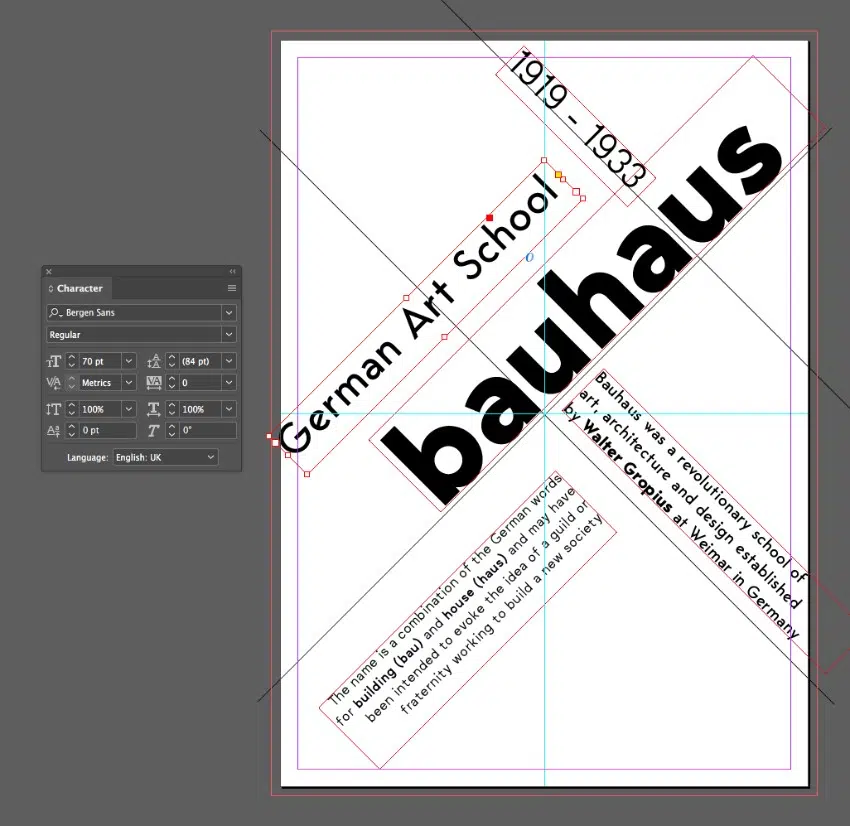 Character
Bergen Sans
Regular
70 pt
(84 pt)
Metrics
0
100%
100%
0 pt
0°
Language: English: UK
1919 - 1933
German Art School
bauhaus
Bauhaus was a revolutionary school of
art, architecture and design established
by Walter Gropius at Weimar in Germany
The name is a combination of the German words
for building (bau) and house (haus) and may have
been intended to evoke the idea of a guild or
fraternity working to build a new society